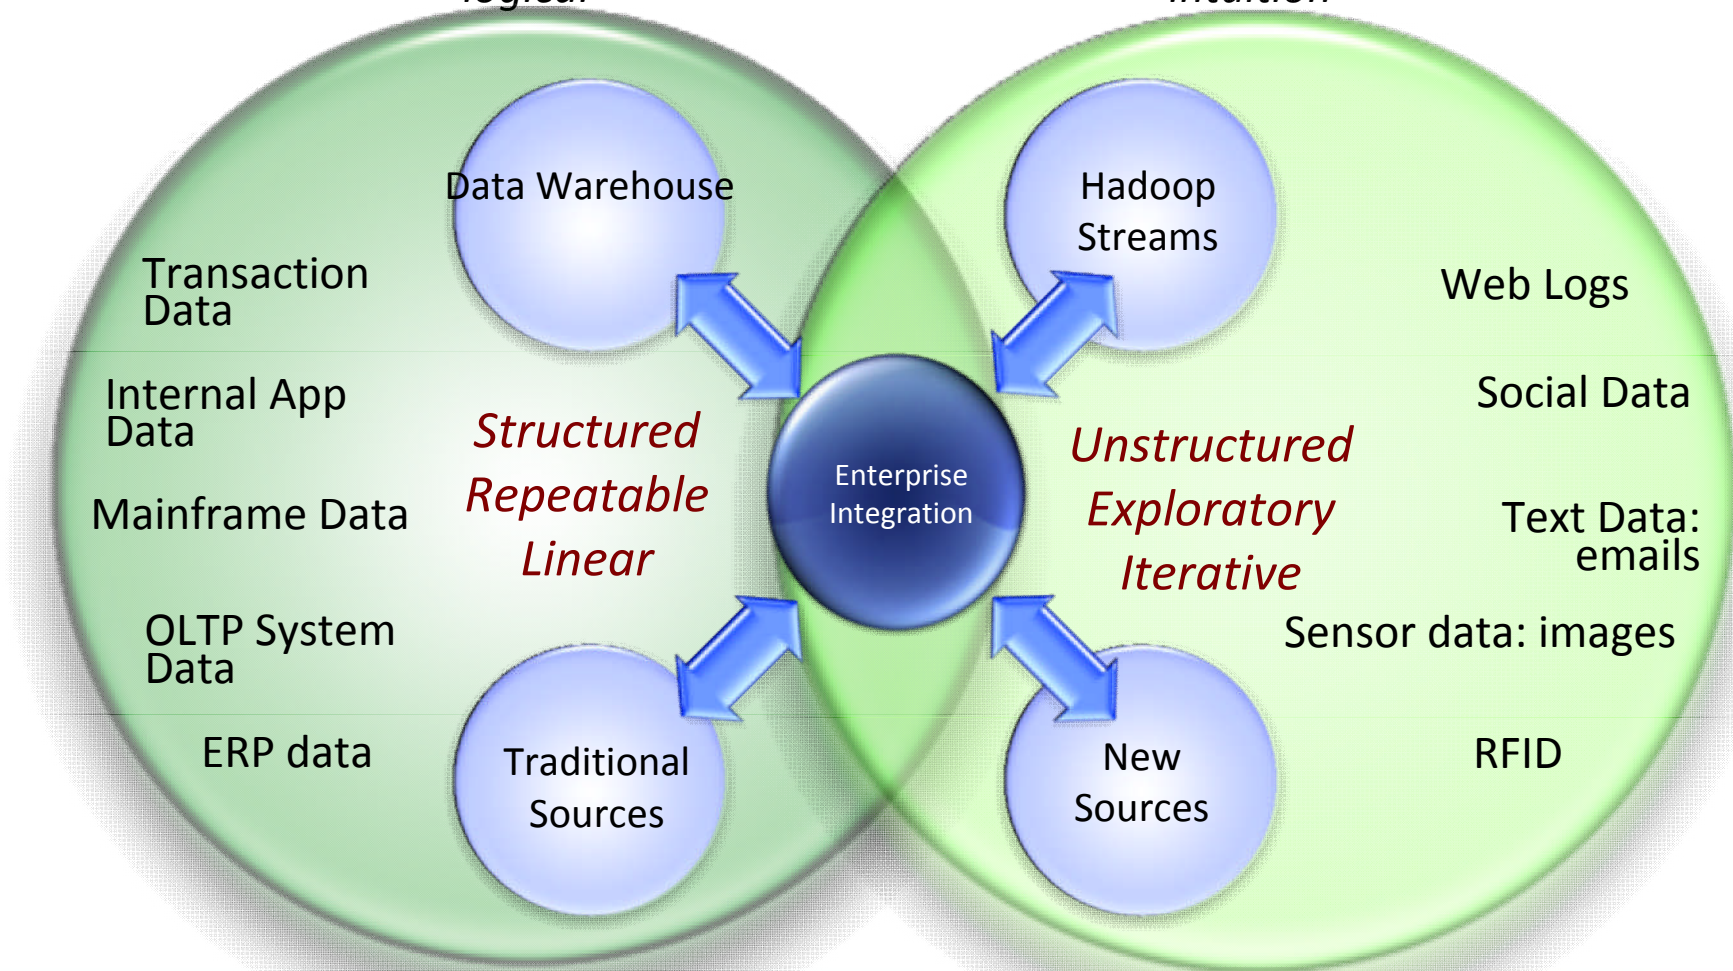 Data Warehouse
Transaction
Data
Internal App
Data
Mainframe Data
OLTP System
Data
ERP data
Structured
Repeatable
Linear
Traditional
Sources
Enterprise
Integration
Hadoop
Streams
Unstructured
Exploratory
Iterative
New
Sources
Web Logs
Social Data
Text Data:
emails
Sensor data: images
RFID